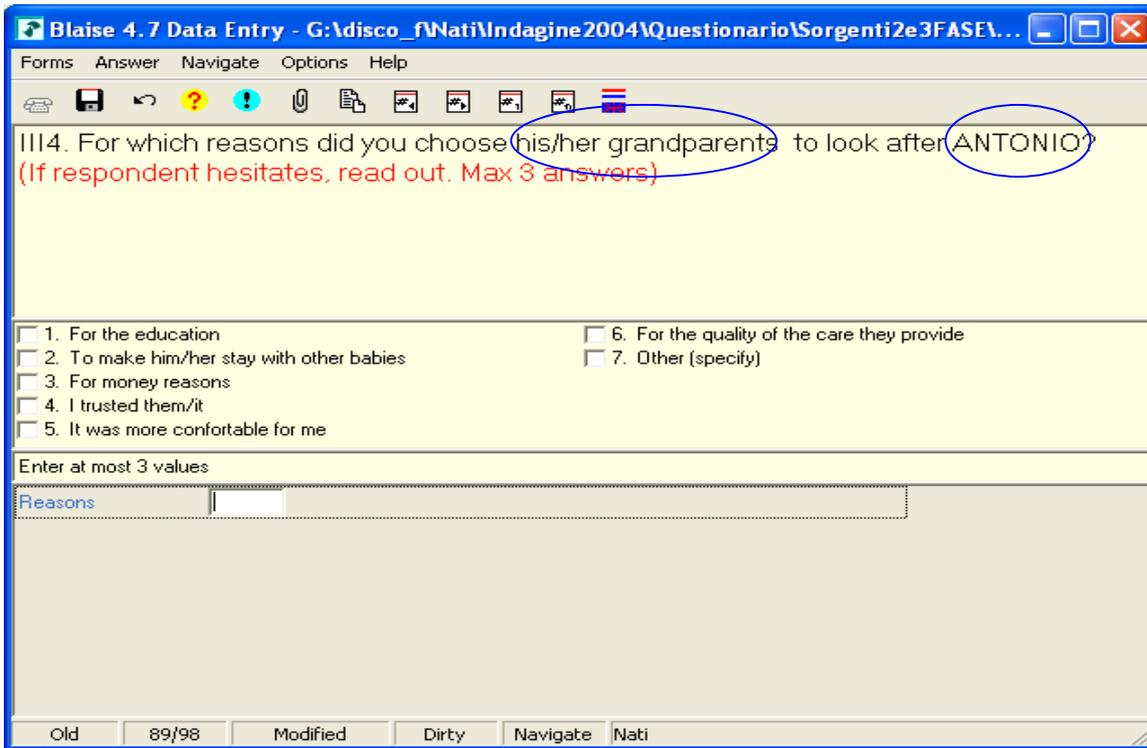 Blaise 4.7 Data Entry - G:\disco_f\Nati\Indagine2004\Questionario\Sorgenti2e3FASE\...
Forms Answer Navigate Options Help
III4. For which reasons did you choose his/her grandparents to look after ANTONIO?
(If respondent hesitates, read out. Max 3 answers)
1. For the education
2. To make him/her stay with other babies
3. For money reasons
4. I trusted them/it
5. It was more confortable for me
6. For the quality of the care they provide
7. Other (specify)
Enter at most 3 values
Reasons
Old 89/98 Modified Dirty Navigate Nati